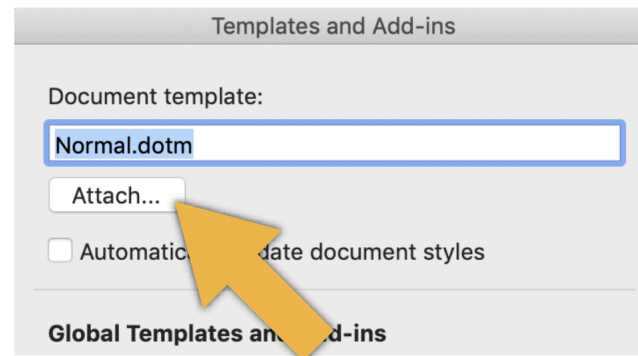 Templates and Add-ins
Document template:
Normal.dotm
Attach...
document styles
Global Templates